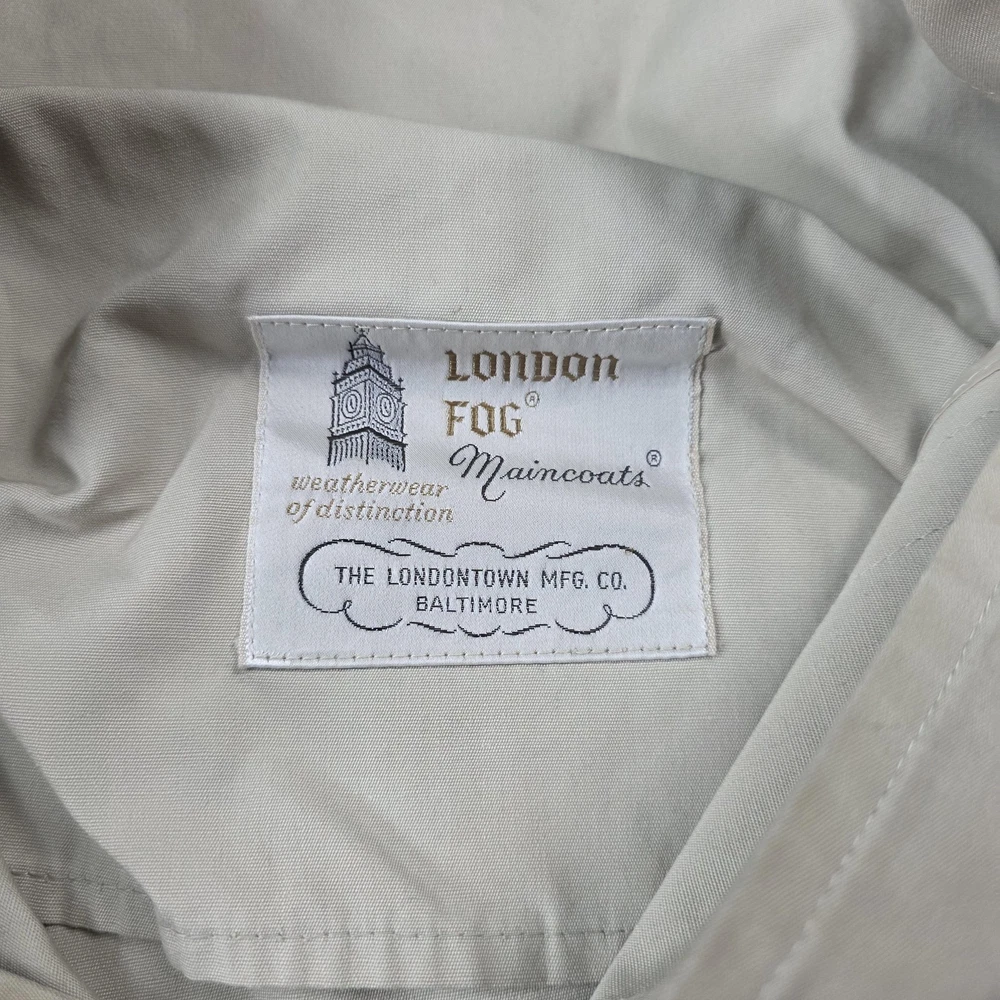 LONDON
FOG®
Maincoats®
weatherwear
of distinction
THE LONDONTOWN MFG. CO.
BALTIMORE